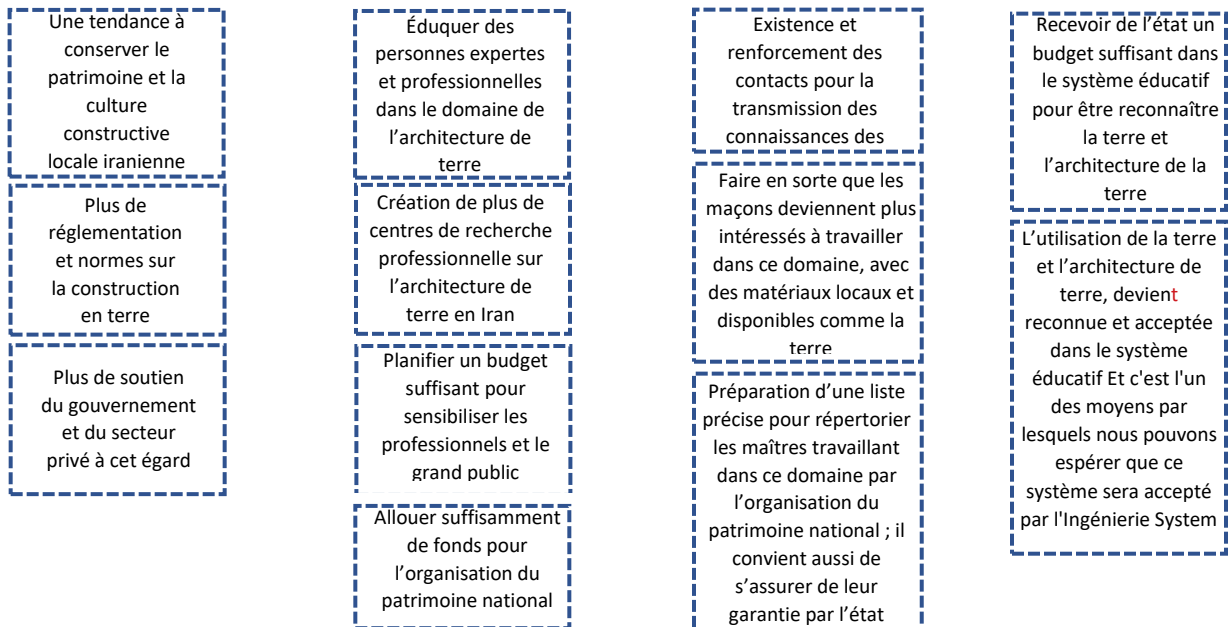 Une tendance à
conserver le
patrimoine et la
culture
constructive
locale iranienne
Plus de
réglementation
et normes sur
la construction
en terre
Plus de soutien
du gouvernement
et du secteur
privé à cet égard
Éduquer des
personnes expertes
et professionnelles
dans le domaine de
l’architecture de
terre
Création de plus de
centres de recherche
professionnelle sur
l’architecture de
terre en Iran
Planifier un budget
suffisant pour
sensibiliser les
professionnels et le
grand public
Allouer suffisamment
de fonds pour
l’organisation du
patrimoine national
Existence et
renforcement des
contacts pour la
transmission des
connaissances des
Faire en sorte que les
maçons deviennent plus
intéressés à travailler
dans ce domaine, avec
des matériaux locaux et
disponibles comme la
terre
Préparation d’une liste
précise pour répertorier
les maîtres travaillant
dans ce domaine par
l’organisation du
patrimoine national ; il
convient aussi de
s’assurer de leur
garantie par l’état
Recevoir de l’état un
budget suffisant dans
le système éducatif
pour être reconnaître
la terre et
l’architecture de la
terre
L’utilisation de la terre
et l’architecture de
terre, devient
reconnue et acceptée
dans le système
éducatif Et c'est l'un
des moyens par
lesquels nous pouvons
espérer que ce
système sera accepté
par l'Ingénierie System